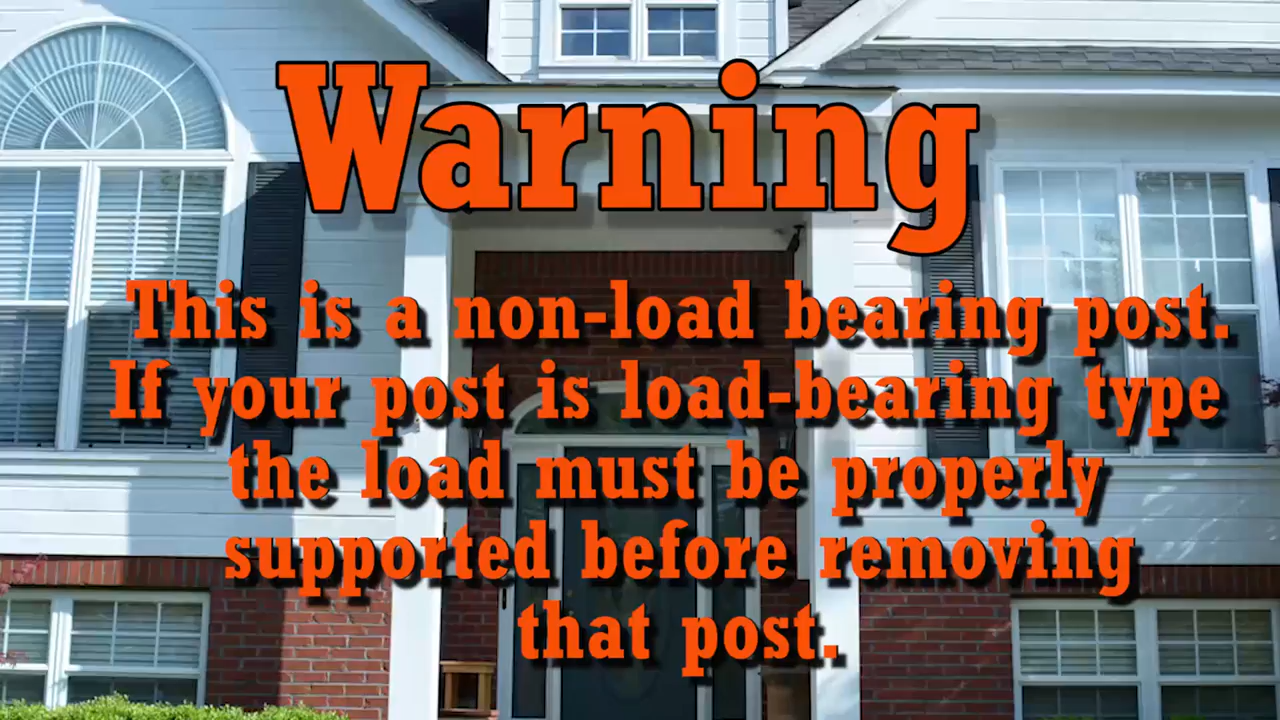 Warning
This is a non-load bearing post.
If your post is load-bearing type
the load must be properly
supported before removing
that post.